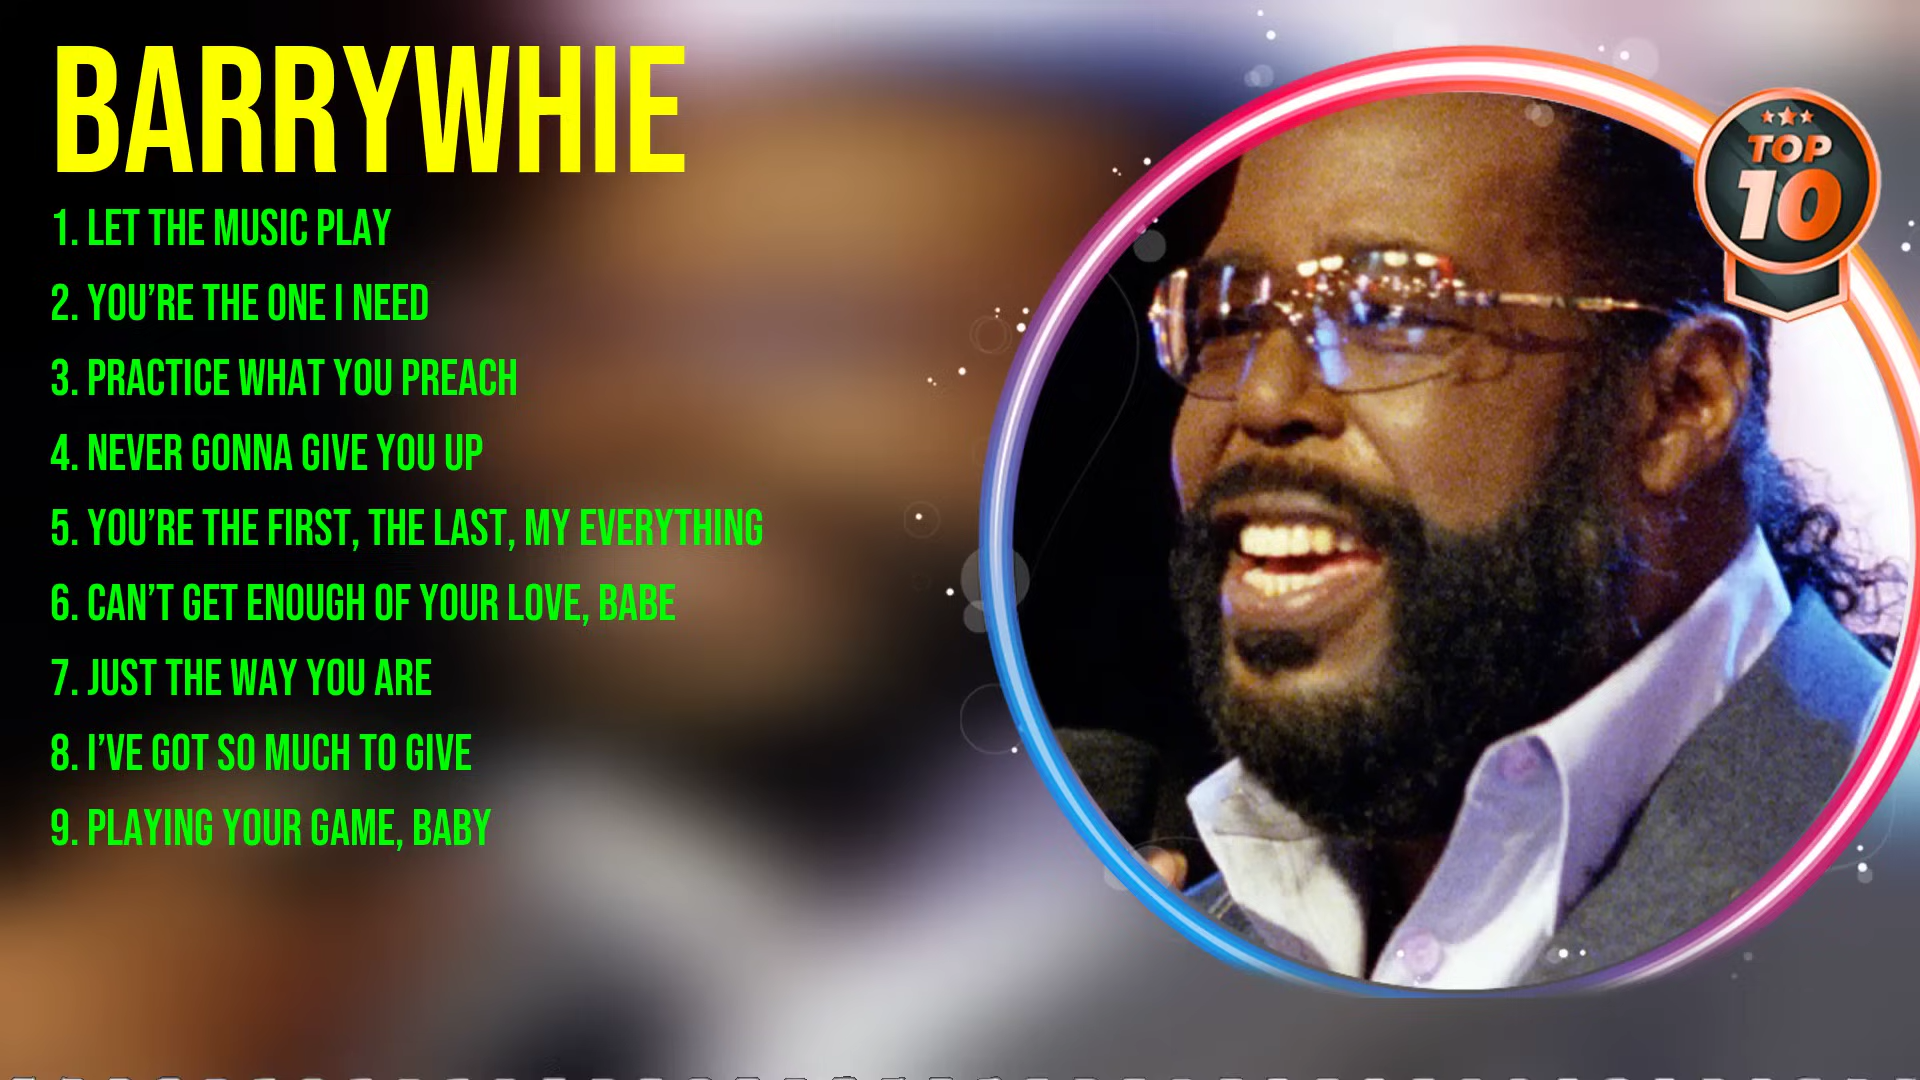 BARRYWHIE
1. LET THE MUSIC PLAY
2. YOU’RE THE ONE I NEED
3. PRACTICE WHAT YOU PREACH
4. NEVER GONNA GIVE YOU UP
5. YOU’RE THE FIRST, THE LAST, MY EVERYTHING
6. CAN’T GET ENOUGH OF YOUR LOVE, BABE
7. JUST THE WAY YOU ARE
8. I’VE GOT SO MUCH TO GIVE
9. PLAYING YOUR GAME, BABY
TOP
10